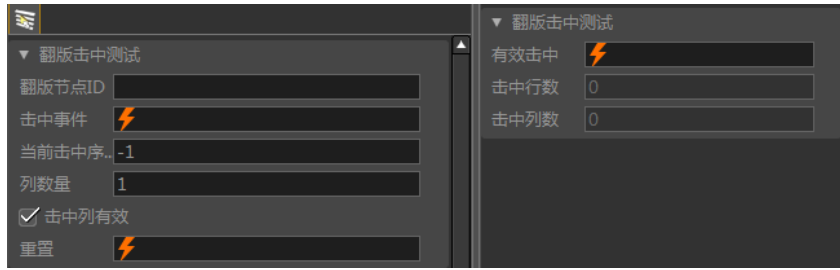 翻版击中测试
翻版节点ID
击中事件
当前击中序.. -1
列数量 1
击中列有效
重置
翻版击中测试
有效击中
击中行数 0
击中列数 0